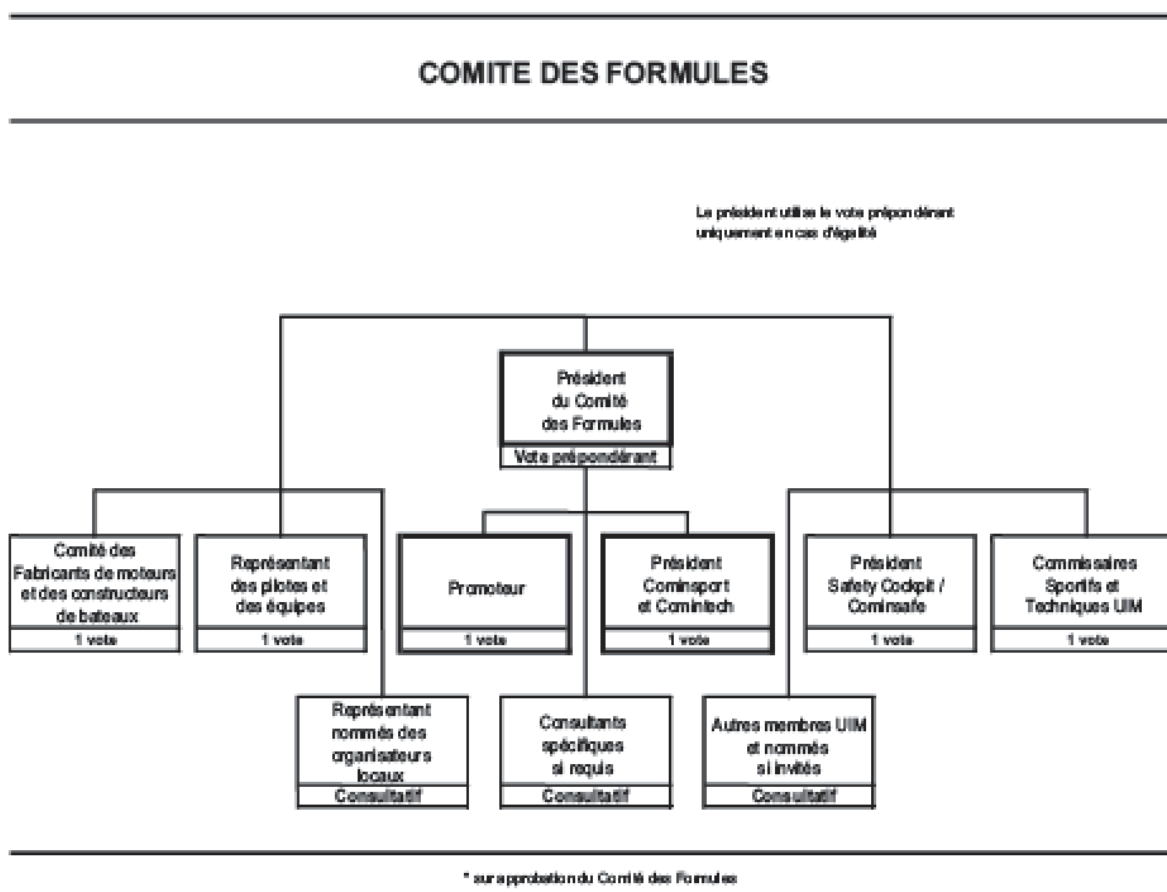 COMITE DES FORMULES
Le président utilise le vote prépondérant
uniquement en cas d'égalité
Président
du Comité
des Formules
Vote prépondérant
Comité des
Fabricants de moteurs
et des constructeurs
de bateaux
1 vote
Représentant
des pilotes et
des équipes
1 vote
Promoteur
1 vote
Président
Cominsport
et Comintech
1 vote
Président
Safety Cockpit /
Cominsafe
1 vote
Commissaires
Sportifs et
Techniques UIM
1 vote
Représentant
nommés des
organisateurs
locaux
Consultatif
Consultants
spécifiques
si requis
Consultatif
Autres membres UIM
et nommés
si invités
Consultatif
* sur approbation du Comité des Formules